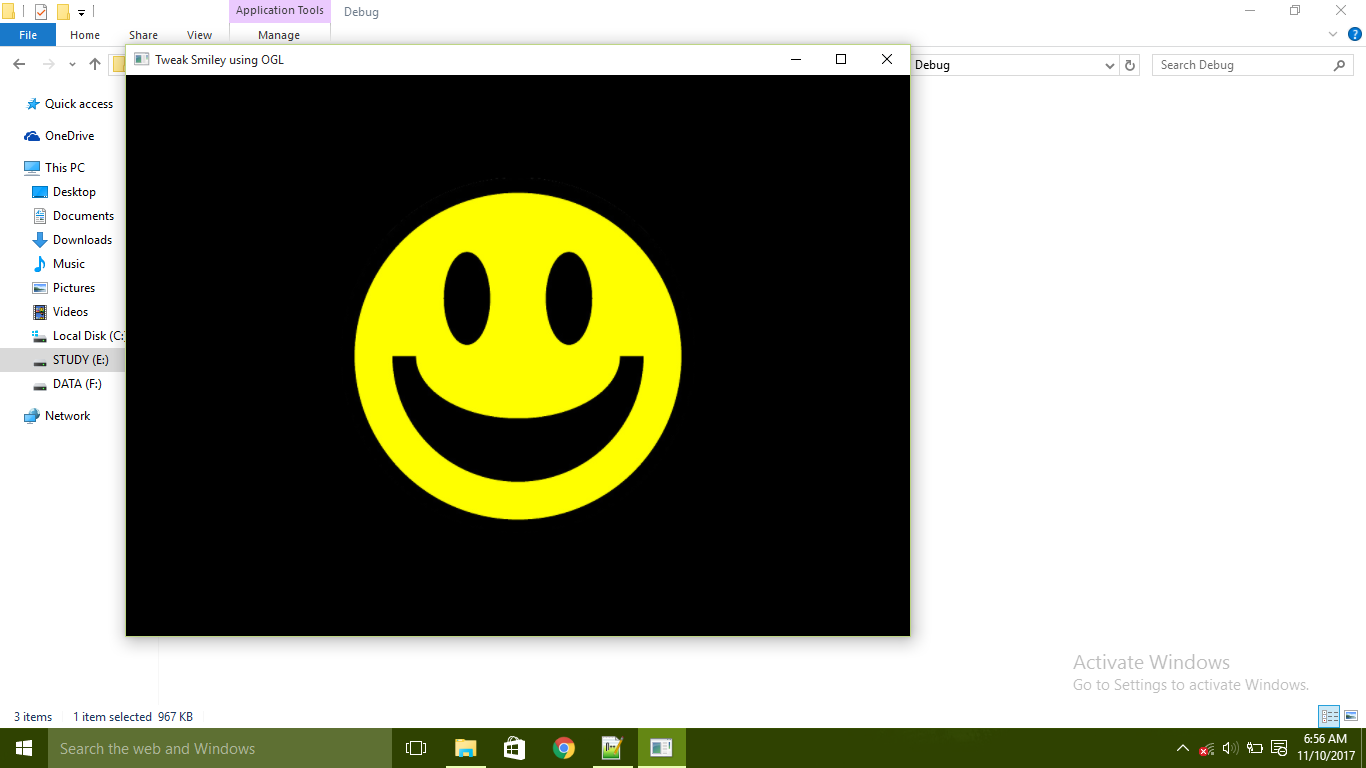 Application Tools
Debug
File
Home
Share
View
Manage
Tweak Smiley using OGL
Debug
Search Debug
Quick access
OneDrive
This PC
Desktop
Documents
Downloads
Music
Pictures
Videos
Local Disk (C:
STUDY (E:)
DATA (F:)
Network
Activate Windows
Go to Settings to activate Windows.
3 items
1 item selected 967 KB
Search the web and Windows
6:56 AM
11/10/2017